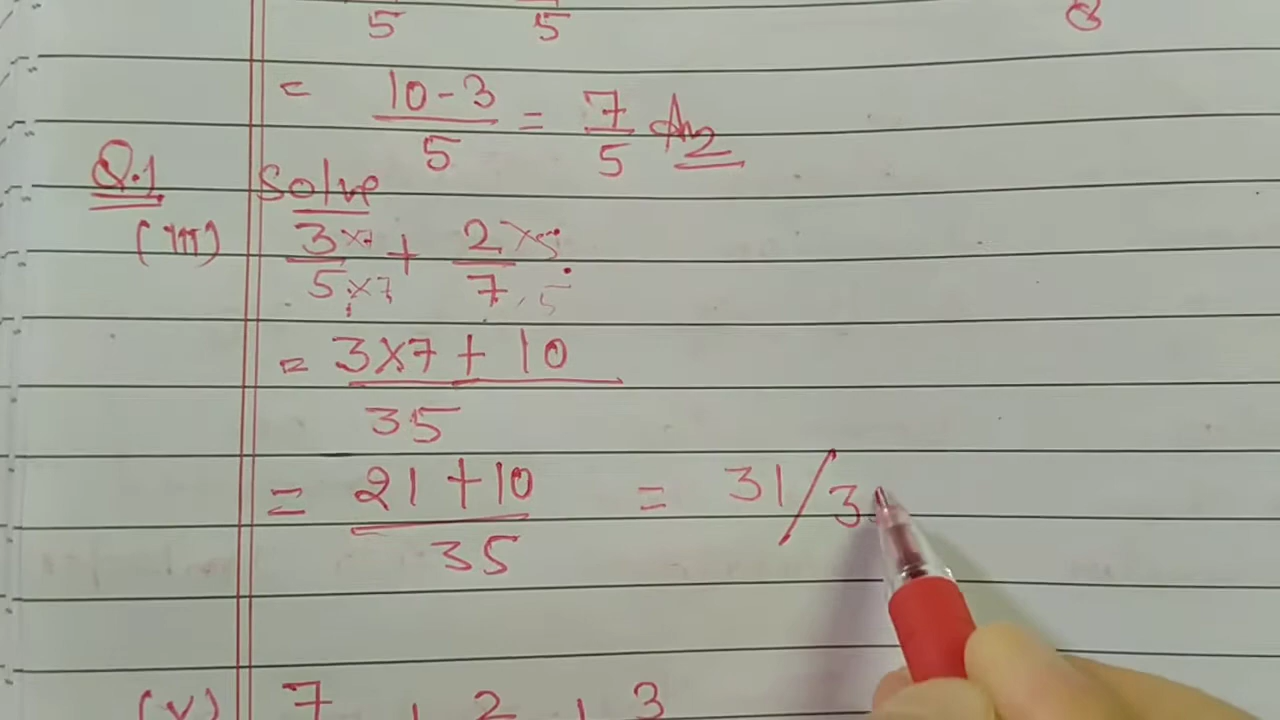 5 5 8
= 10 - 3 / 5 = 7/5 Ans
Q.1 Solve
(iii) 3 ×7 / 5 ×7 + 2 ×5 / 7 . 5
= 3×7 + 10 / 35
= 21 + 10 / 35 = 31/35
(v) 7 + 2 + 3